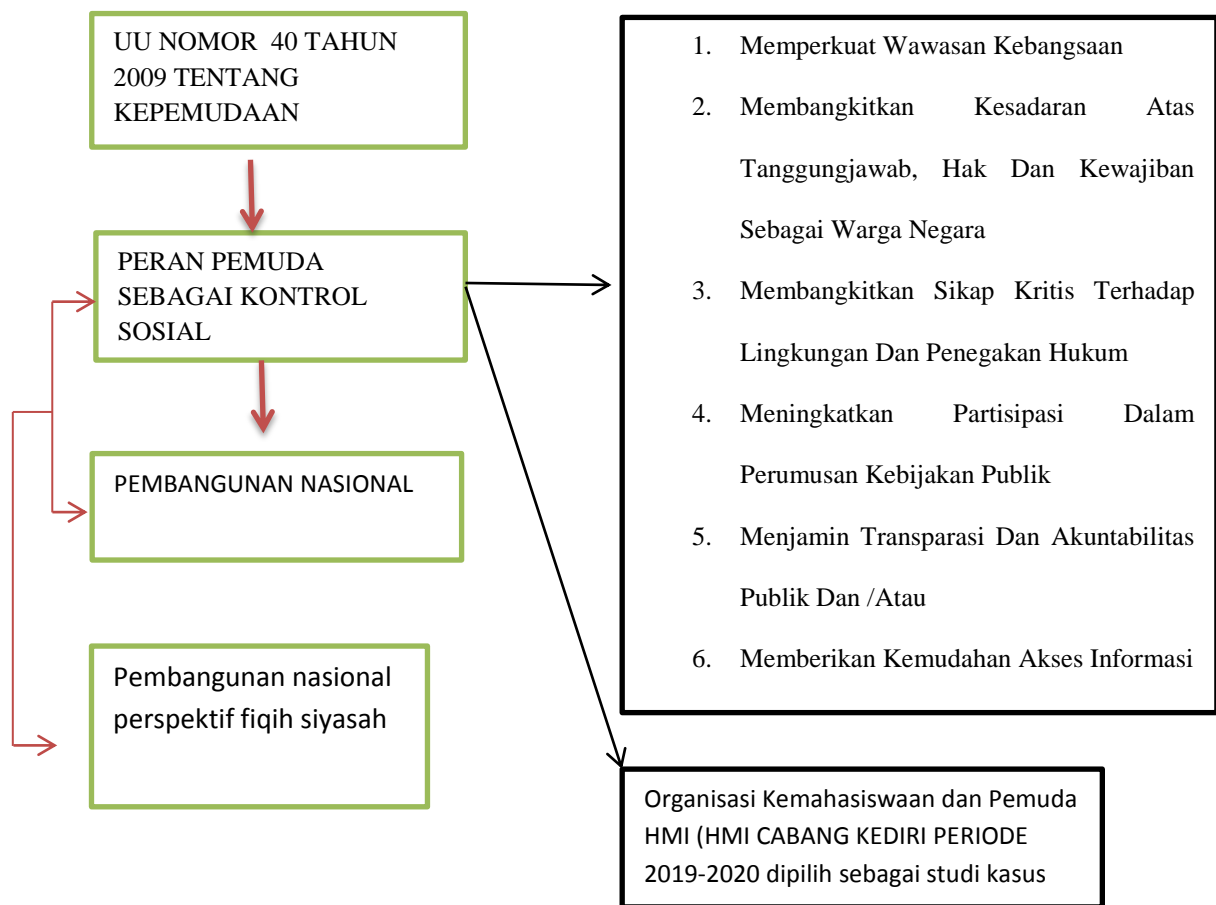 UU NOMOR 40 TAHUN
2009 TENTANG
KEPEMUDAAN
PERAN PEMUDA
SEBAGAI KONTROL
SOSIAL
PEMBANGUNAN NASIONAL
Pembangunan nasional
perspektif fiqih siyasah
1. Memperkuat Wawasan Kebangsaan
2. Membangkitkan Kesadaran Atas
Tanggungjawab, Hak Dan Kewajiban
Sebagai Warga Negara
3. Membangkitkan Sikap Kritis Terhadap
Lingkungan Dan Penegakan Hukum
4. Meningkatkan Partisipasi Dalam
Perumusan Kebijakan Publik
5. Menjamin Transparasi Dan Akuntabilitas
Publik Dan /Atau
6. Memberikan Kemudahan Akses Informasi
Organisasi Kemahasiswaan dan Pemuda
HMI (HMI CABANG KEDIRI PERIODE
2019-2020 dipilih sebagai studi kasus